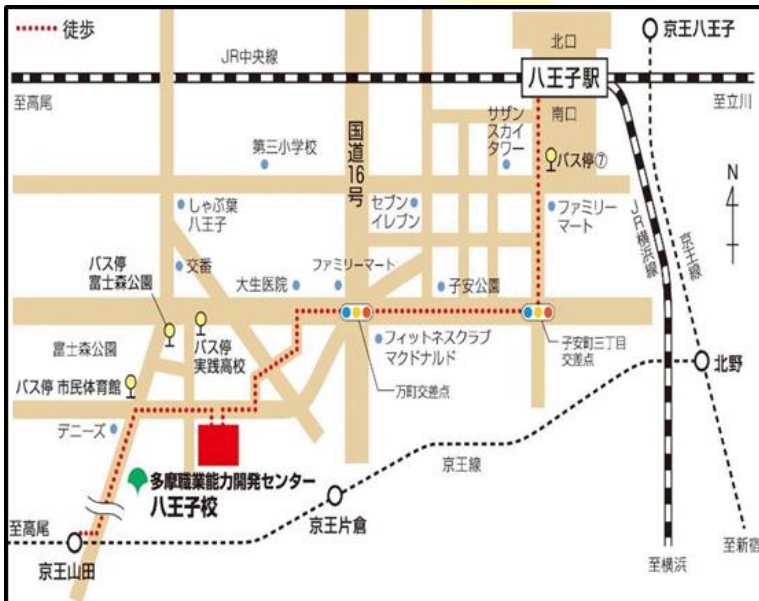 徒歩
京王八王子
北口
JR中央線
八王子駅
至高尾
至立川
南口
サザン
スカイ
タワー
国道16号
第三小学校
バス停⑦
N
しゃぶ葉
八王子
セブン
イレブン
ファミリー
マート
JR横浜線
京王線
バス停
富士森公園
交番
大生医院
ファミリーマート
子安公園
富士森公園
バス停
実践高校
フィットネスクラブ
マクドナルド
子安町三丁目
交差点
北野
バス停 市民体育館
万町交差点
デニーズ
京王線
多摩職業能力開発センター
八王子校
京王片倉
至高尾
京王山田
至横浜
至新宿